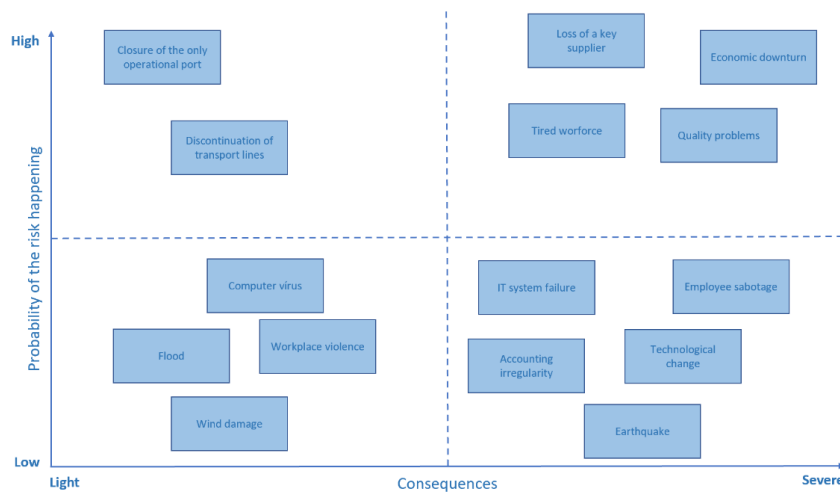 High
Closure of the only
operational port
Loss of a key
supplier
Economic downturn
Discontinuation of
transport lines
Tired worforce
Quality problems
Probability of the risk happening
Computer virus
IT system failure
Employee sabotage
Flood
Workplace violence
Accounting
irregularity
Technological
change
Wind damage
Earthquake
Low
Light
Consequences
Severe